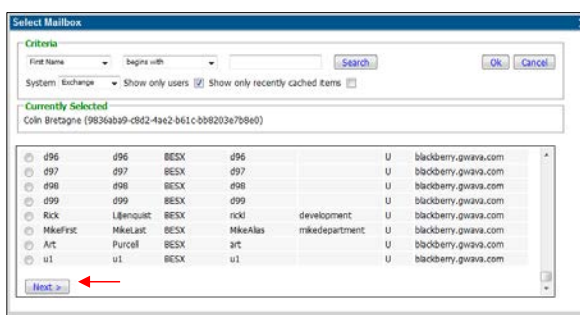 Select Mailbox
Criteria
First Name begins with Search Ok Cancel
System Exchange Show only users Show only recently cached items
Currently Selected
Colin Bretagne (9836aba9-c8d2-4ae2-b61c-bb8203e7b8e0)
d96 d96 BESX d96 U blackberry.gwava.com
d97 d97 BESX d97 U blackberry.gwava.com
d98 d98 BESX d98 U blackberry.gwava.com
d99 d99 BESX d99 U blackberry.gwava.com
Rick Liljenquist BESX rickl development U blackberry.gwava.com
MikeFirst MikeLast BESX MikeAlias mikedepartment U blackberry.gwava.com
Art Purcell BESX art U blackberry.gwava.com
u1 u1 BESX u1 U blackberry.gwava.com
Next >